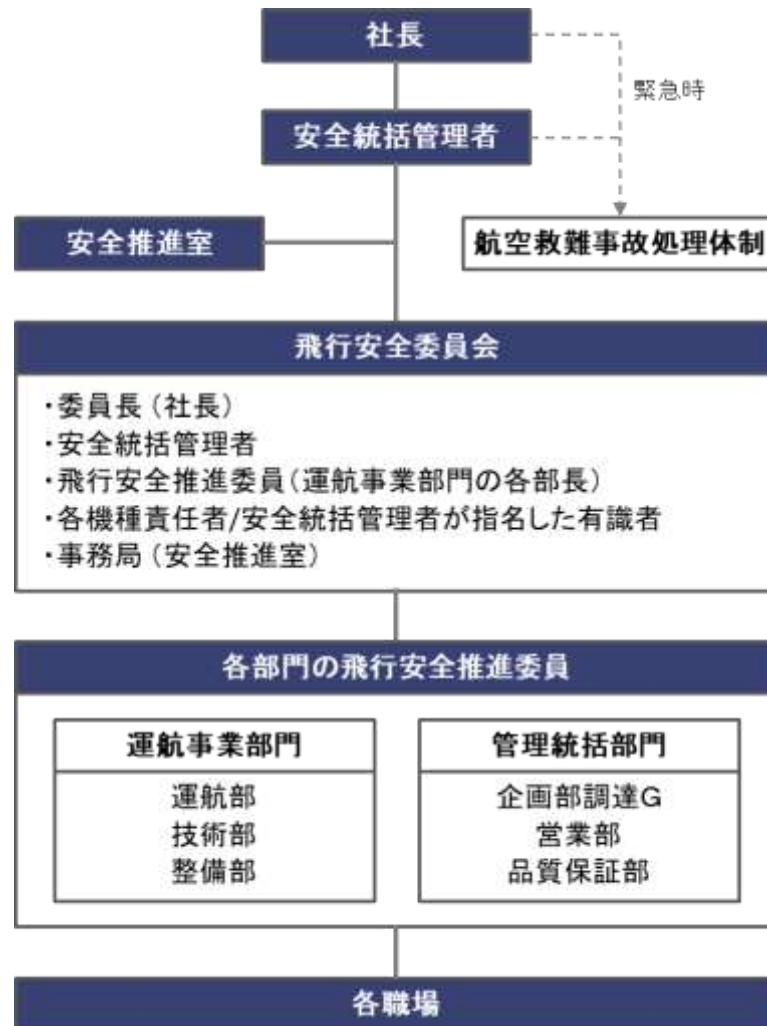 社長
緊急時
安全統括管理者
安全推進室
航空救難事故処理体制
飛行安全委員会
・委員長（社長）
・安全統括管理者
・飛行安全推進委員（運航事業部門の各部長）
・各機種責任者/安全統括管理者が指名した有識者
・事務局（安全推進室）
各部門の飛行安全推進委員
運航事業部門
運航部
技術部
整備部
管理統括部門
企画部調達G
営業部
品質保証部
各職場